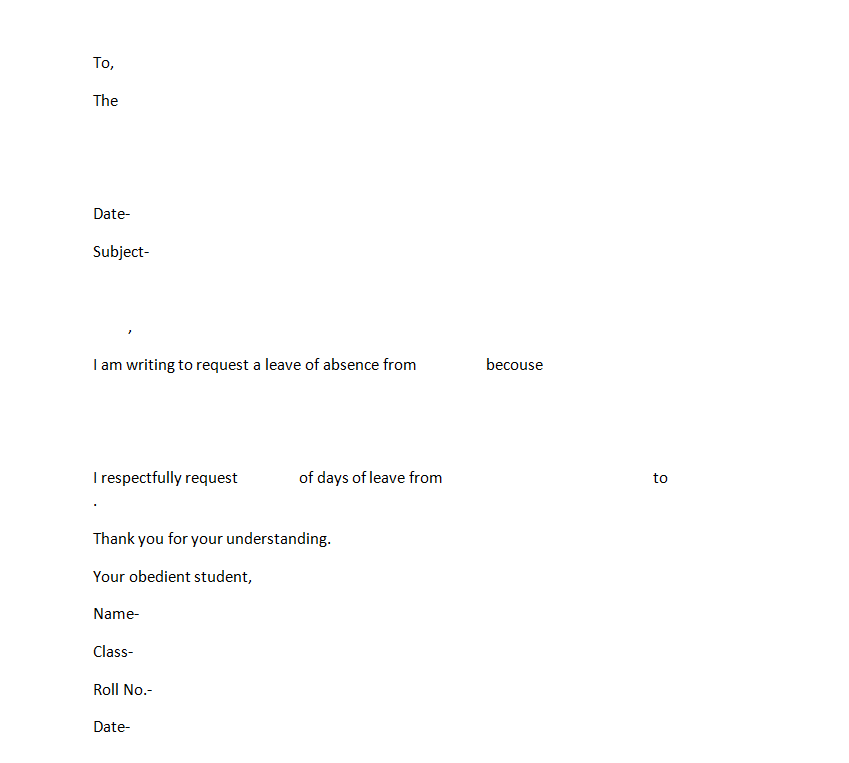 To,
The
Date-
Subject-
,
I am writing to request a leave of absence from becouse
I respectfully request of days of leave from to
.
Thank you for your understanding.
Your obedient student,
Name-
Class-
Roll No.-
Date-